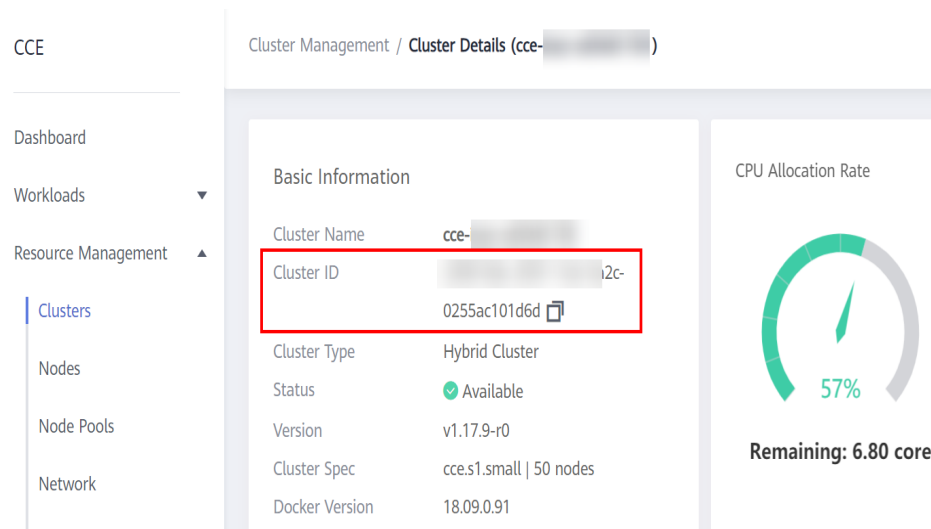 CCE
Cluster Management / Cluster Details (cce-
)
Dashboard
Workloads
Resource Management
Clusters
Nodes
Node Pools
Network
Basic Information
Cluster Name cce-
Cluster ID 2c-
0255ac101d6d
Cluster Type Hybrid Cluster
Status Available
Version v1.17.9-r0
Cluster Spec cce.s1.small | 50 nodes
Docker Version 18.09.0.91
CPU Allocation Rate
57%
Remaining: 6.80 core